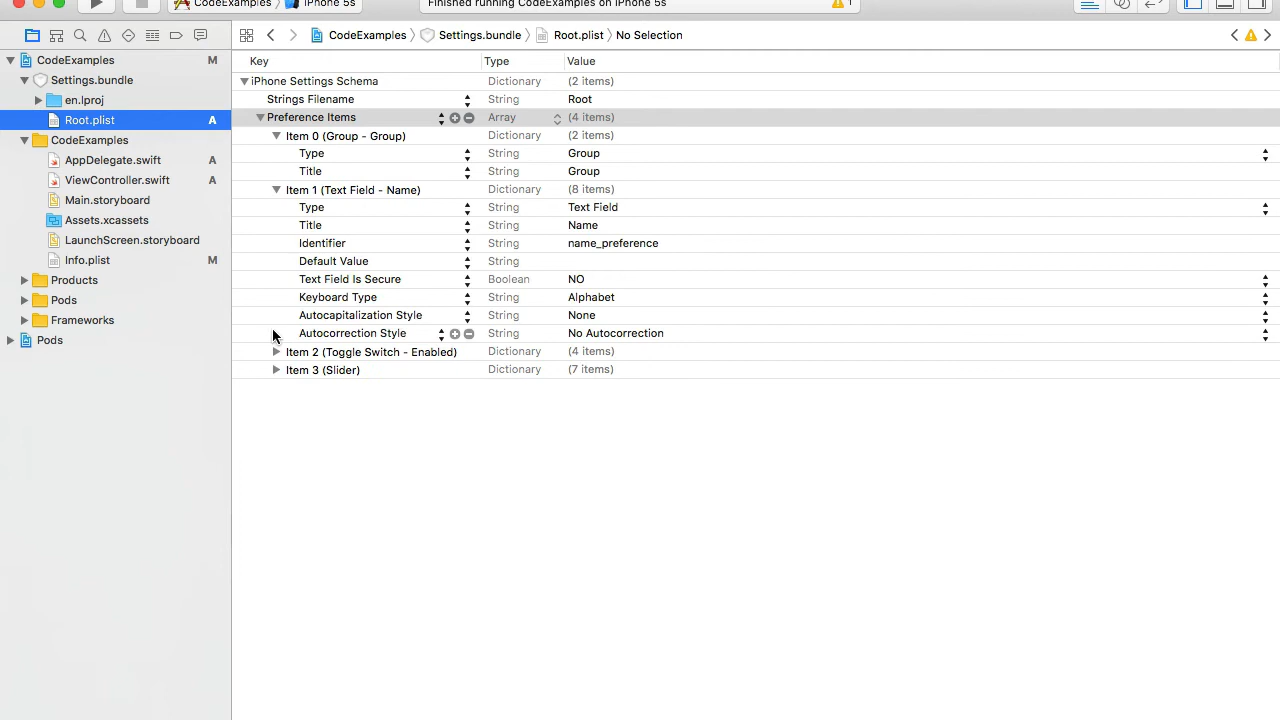 CodeExamples iPhone 5s Finished running CodeExamples on iPhone 5s 1
CodeExamples Settings.bundle Root.plist No Selection
CodeExamples M
Settings.bundle
en.lproj
Root.plist A
CodeExamples
AppDelegate.swift A
ViewController.swift A
Main.storyboard
Assets.xcassets
LaunchScreen.storyboard
Info.plist M
Products
Pods
Frameworks
Pods
Key Type Value
iPhone Settings Schema Dictionary (2 items)
Strings Filename String Root
Preference Items Array (4 items)
Item 0 (Group - Group) Dictionary (2 items)
Type String Group
Title String Group
Item 1 (Text Field - Name) Dictionary (8 items)
Type String Text Field
Title String Name
Identifier String name_preference
Default Value String
Text Field Is Secure Boolean NO
Keyboard Type String Alphabet
Autocapitalization Style String None
Autocorrection Style String No Autocorrection
Item 2 (Toggle Switch - Enabled) Dictionary (4 items)
Item 3 (Slider) Dictionary (7 items)